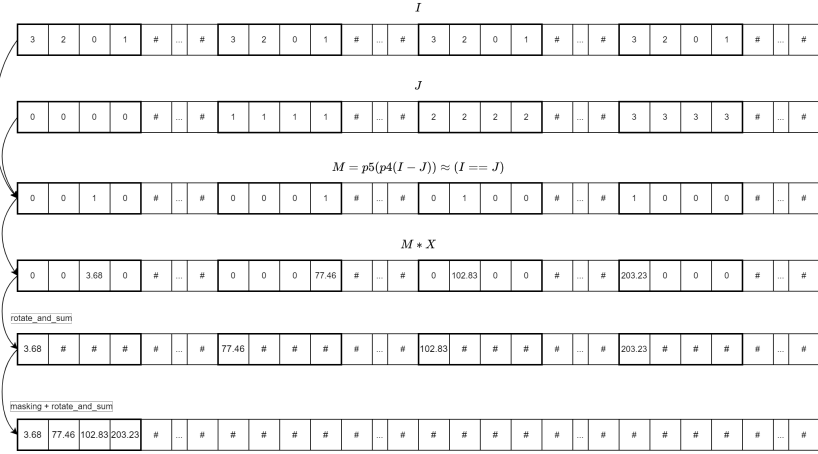 I
3 2 0 1 # ... # 3 2 0 1 # ... # 3 2 0 1 # ... # 3 2 0 1 # ... #
J
0 0 0 0 # ... # 1 1 1 1 # ... # 2 2 2 2 # ... # 3 3 3 3 # ... #
M = p5(p4(I − J)) ≈ (I == J)
0 0 1 0 # ... # 0 0 0 1 # ... # 0 1 0 0 # ... # 1 0 0 0 # ... #
M * X
0 0 3.68 0 # ... # 0 0 0 77.46 # ... # 0 102.83 0 0 # ... # 203.23 0 0 0 # ... #
rotate_and_sum
3.68 # # # # ... # 77.46 # # # # ... # 102.83 # # # # ... # 203.23 # # # # ... #
masking + rotate_and_sum
3.68 77.46 102.83 203.23 # ... # # # # # # ... # # # # # # ... # # # # # # ... #